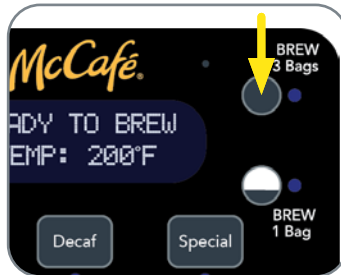 McCafé.
BREW
3 Bags
ADY TO BREW
EMP: 200°F
BREW
1 Bag
Decaf
Special